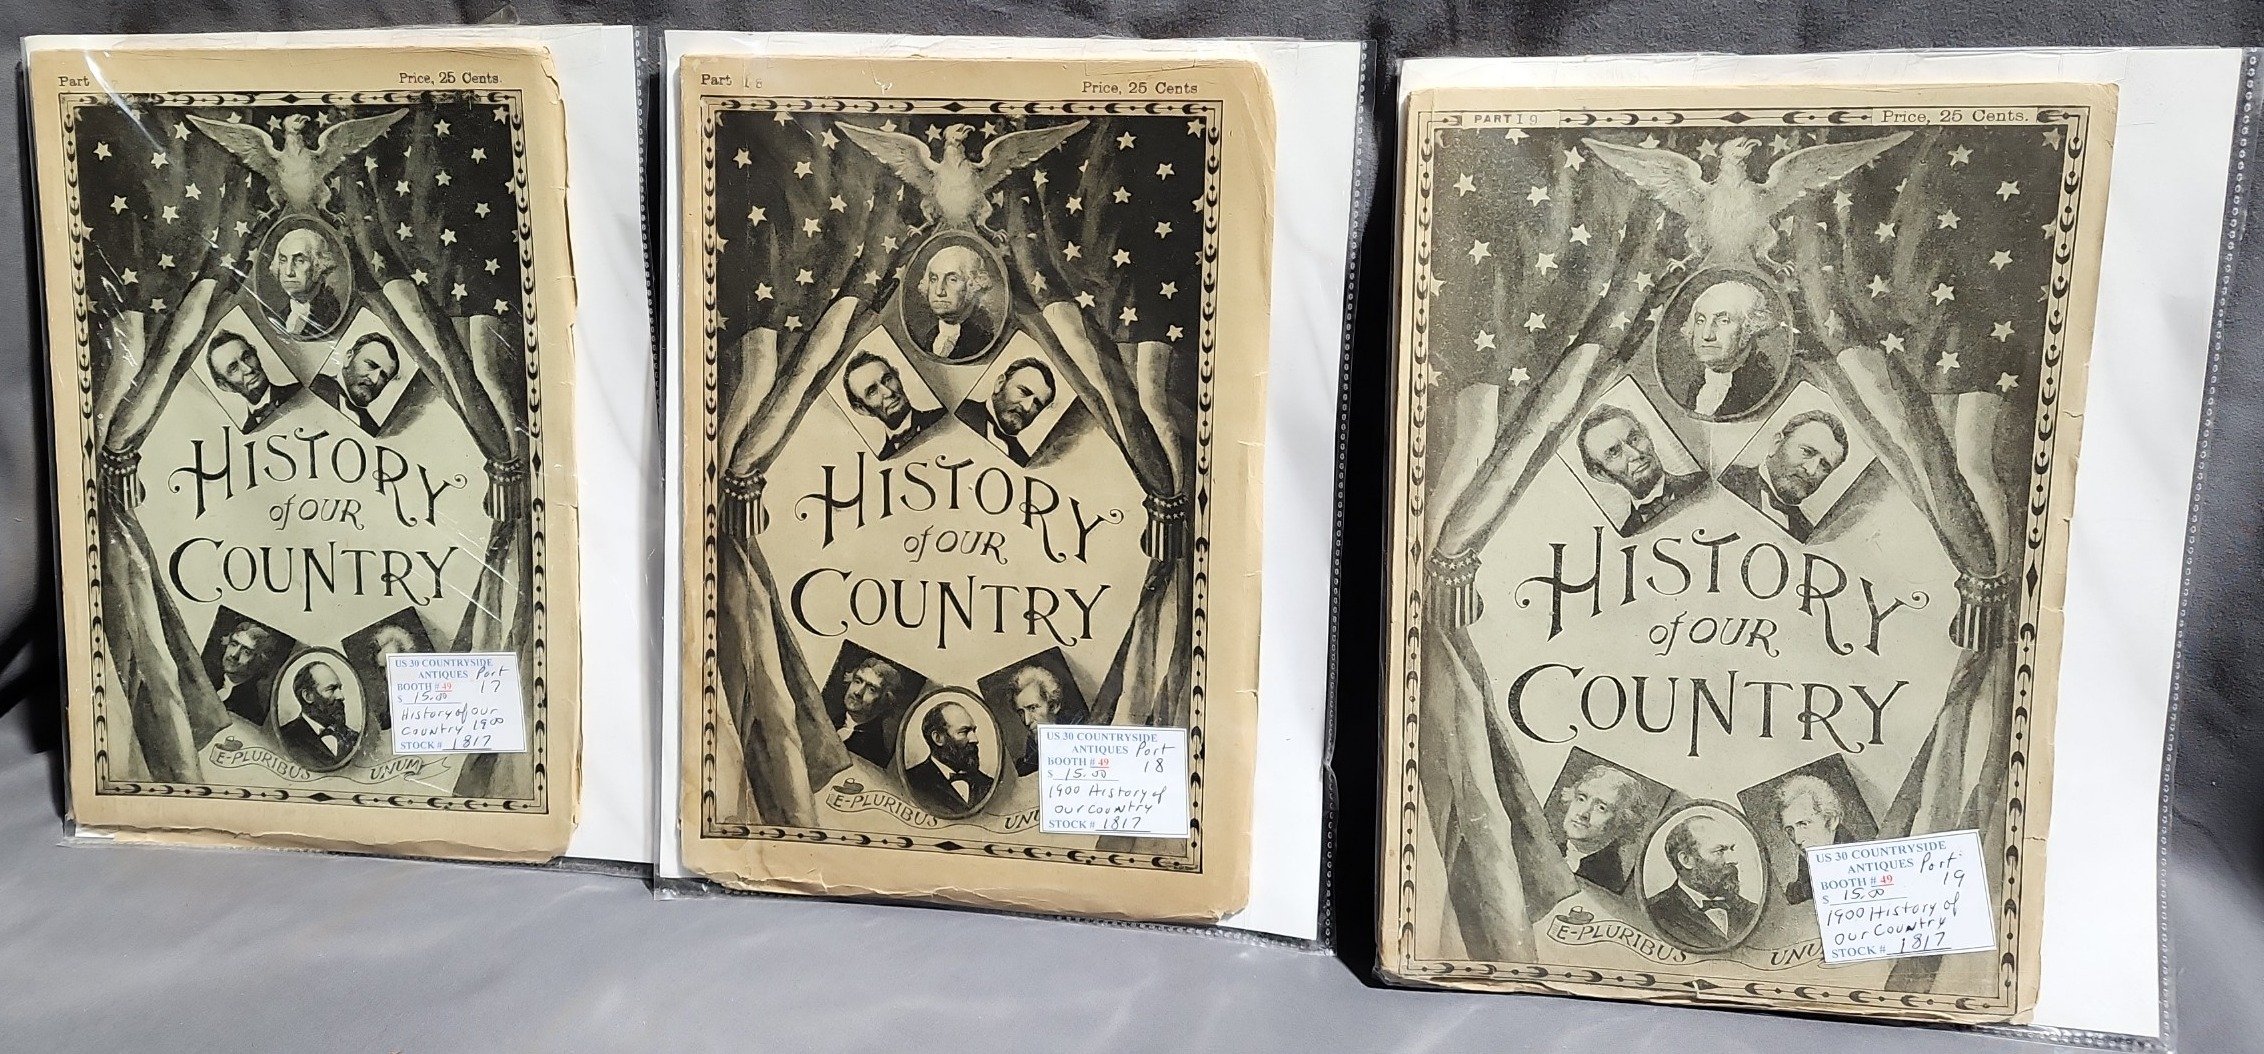 Part
Price, 25 Cents.
HISTORY
of OUR
COUNTRY
E-PLURIBUS UNUM
US 30 COUNTRYSIDE
ANTIQUES Part
BOOTH # 49 17
$ 15.00
History of our
Country 1900
STOCK # 1817
Part 18
Price, 25 Cents
HISTORY
of OUR
COUNTRY
E-PLURIBUS UNU
US 30 COUNTRYSIDE
ANTIQUES Part
BOOTH # 49 18
$ 15.00
1900 History of
our Country
STOCK # 1817
PART 19
Price, 25 Cents.
HISTORY
of OUR
COUNTRY
E-PLURIBUS UNU
US 30 COUNTRYSIDE
ANTIQUES Part
BOOTH # 49 19
$ 15.00
1900 History of
our Country
STOCK # 1817